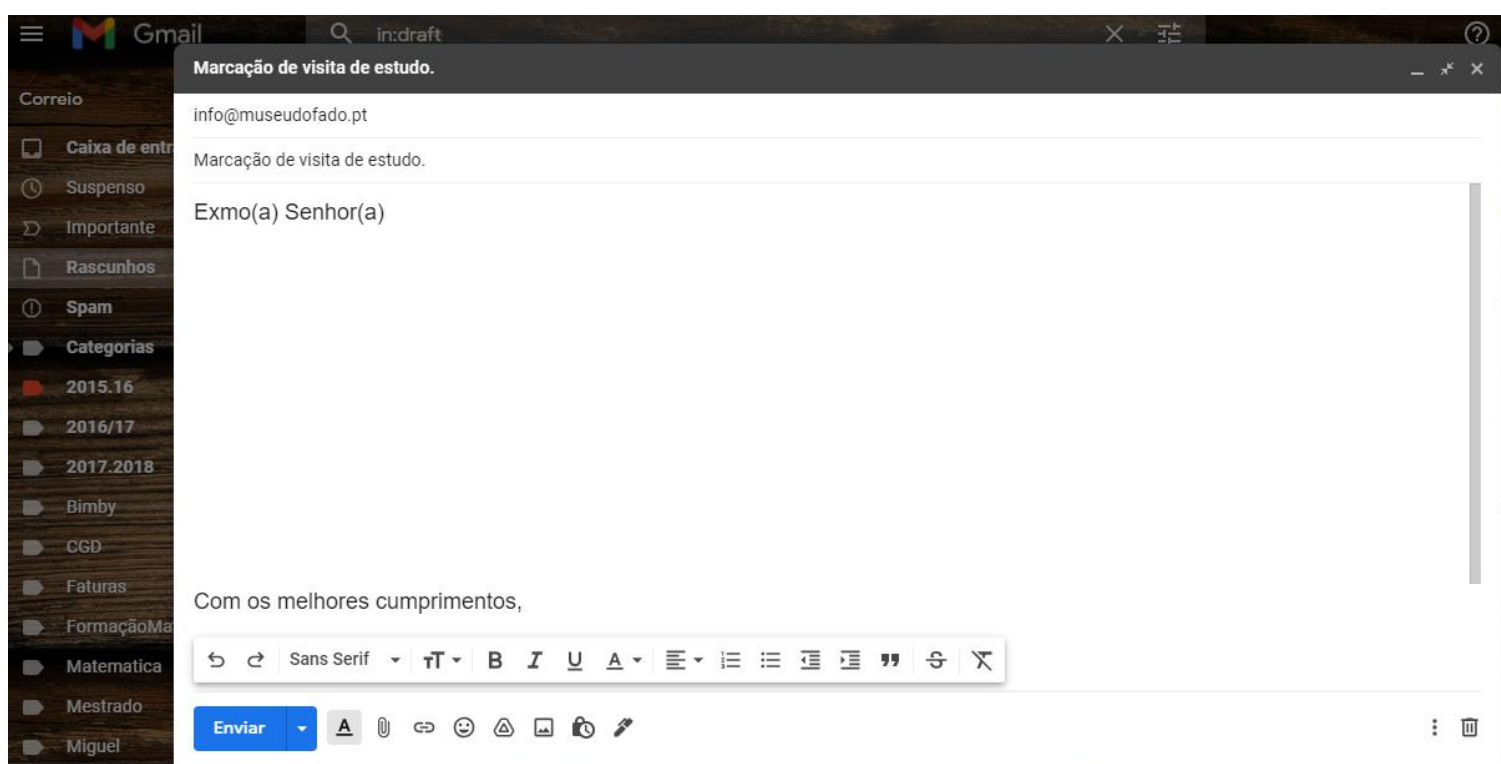 Gmail
in:draft
Marcação de visita de estudo.
Correio
info@museudofado.pt
Caixa de entr
Marcação de visita de estudo.
Suspenso
Exmo(a) Senhor(a)
Importante
Rascunhos
Spam
Categorias
2015.16
2016/17
2017.2018
Bimby
CGD
Faturas
Com os melhores cumprimentos,
FormaçãoMa
Matematica
Sans Serif
Mestrado
Enviar
Miguel